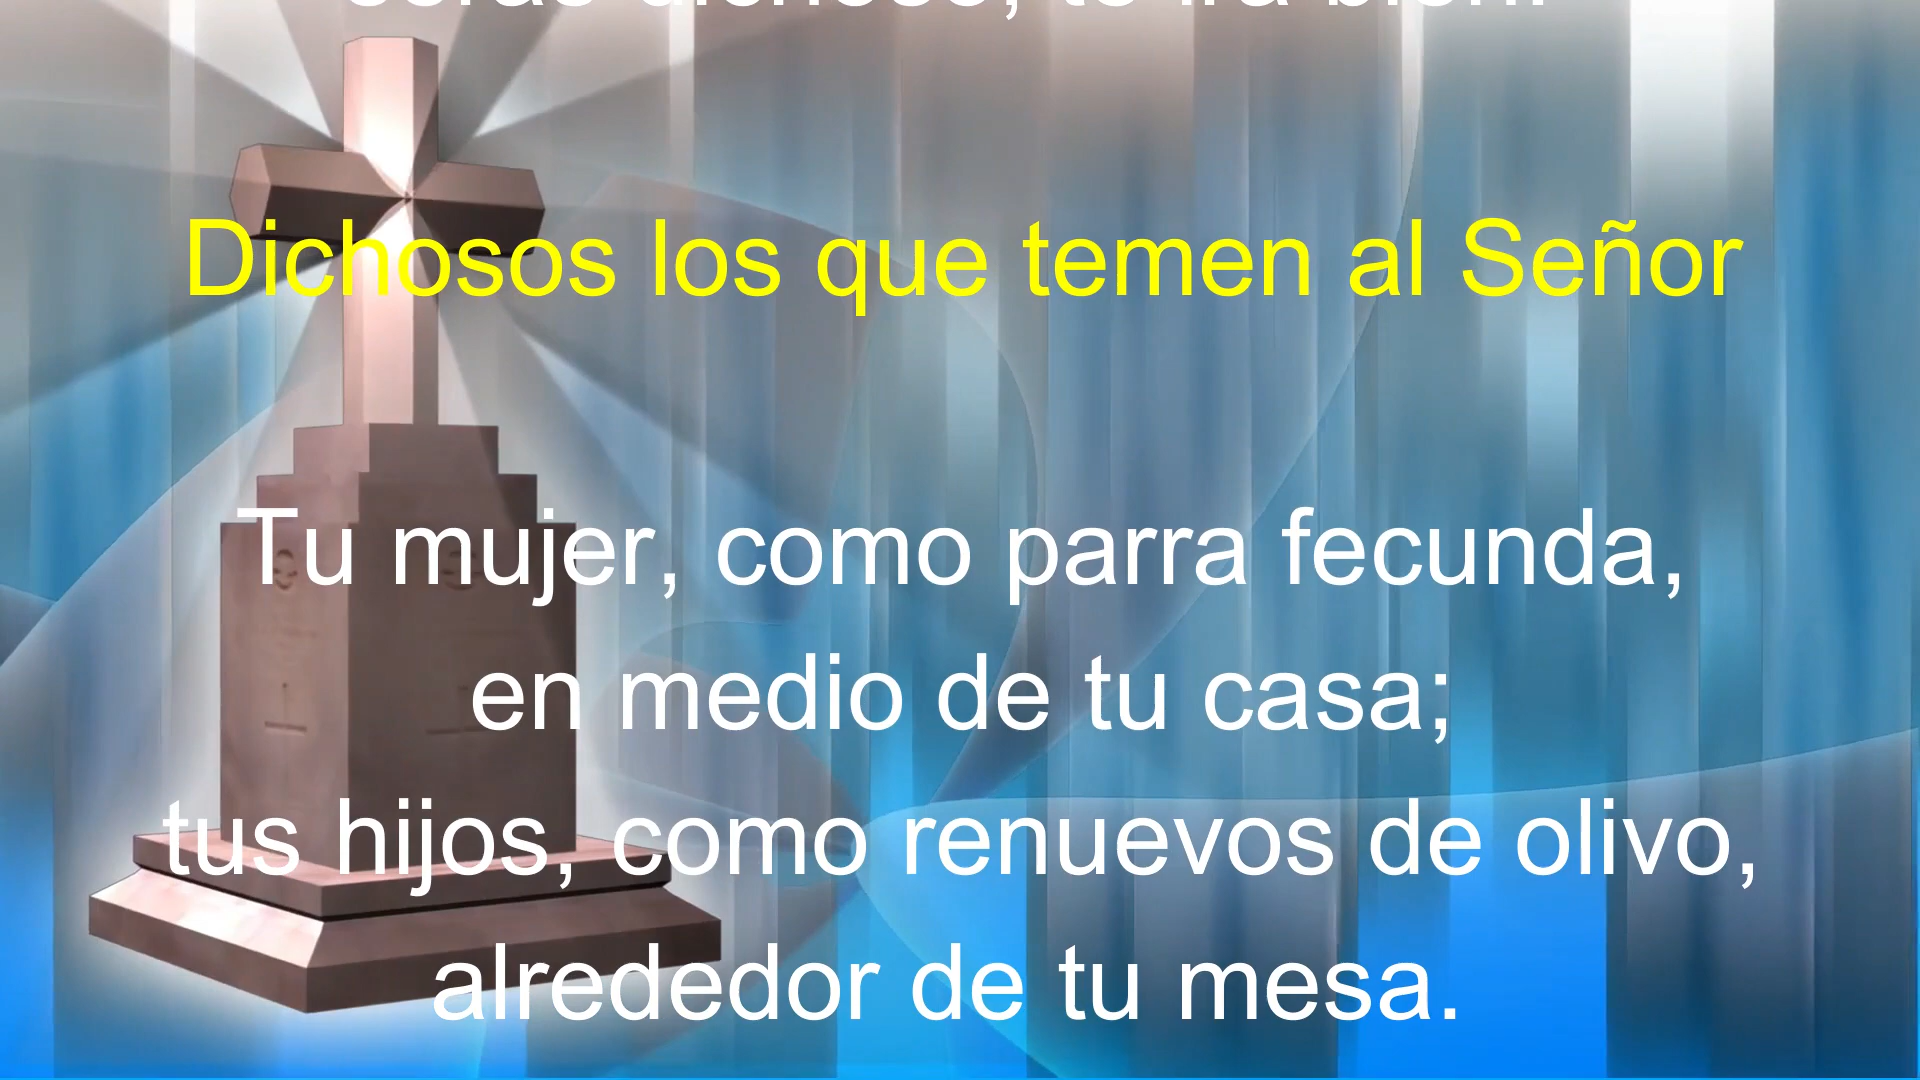 Dichosos los que temen al Señor
Tu mujer, como parra fecunda,
en medio de tu casa;
tus hijos, como renuevos de olivo,
alrededor de tu mesa.